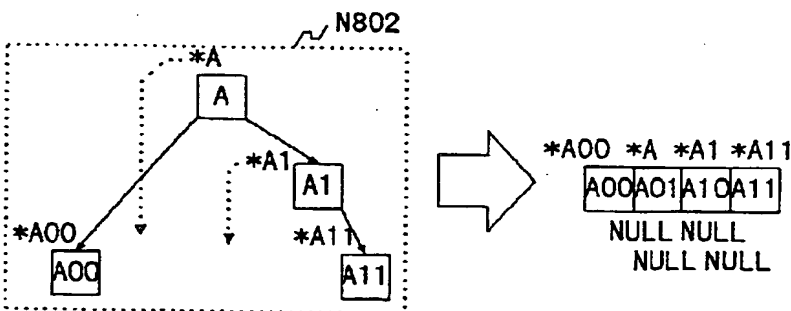 N802
*A
A
*A1
A1
*A00
A00
*A11
A11
*A00 *A *A1 *A11
A00 A01 A10 A11
NULL NULL
NULL NULL